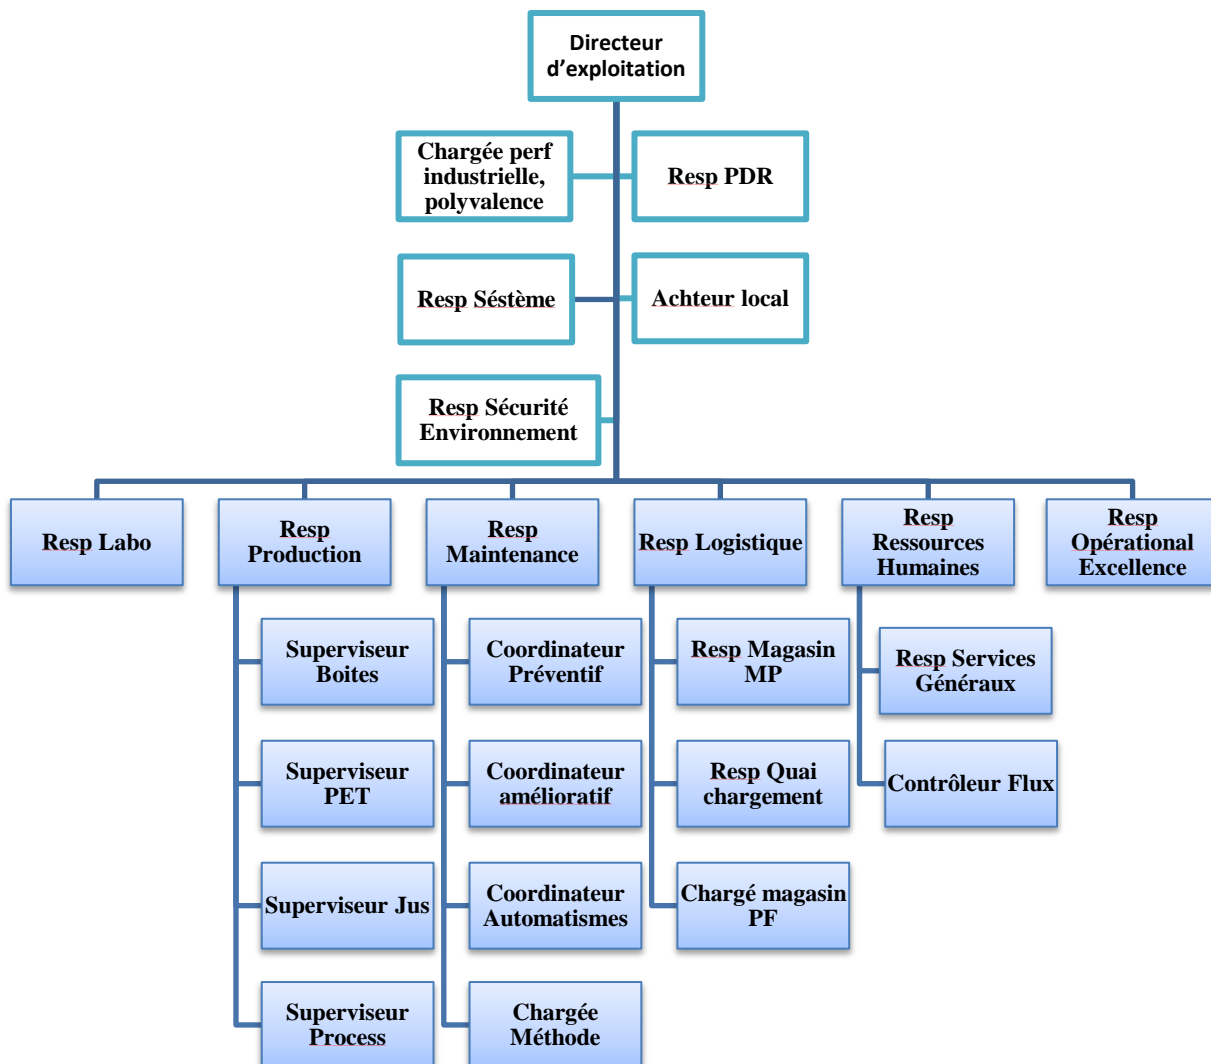 Directeur
d’exploitation
Chargée perf
industrielle,
polyvalence
Resp PDR
Resp Séstème
Achteur local
Resp Sécurité
Environnement
Resp Labo
Resp
Production
Resp
Maintenance
Resp Logistique
Resp
Ressources
Humaines
Resp
Opérational
Excellence
Superviseur
Boites
Coordinateur
Préventif
Resp Magasin
MP
Resp Services
Généraux
Superviseur
PET
Coordinateur
amélioratif
Resp Quai
chargement
Contrôleur Flux
Superviseur Jus
Coordinateur
Automatismes
Chargé magasin
PF
Superviseur
Process
Chargée
Méthode